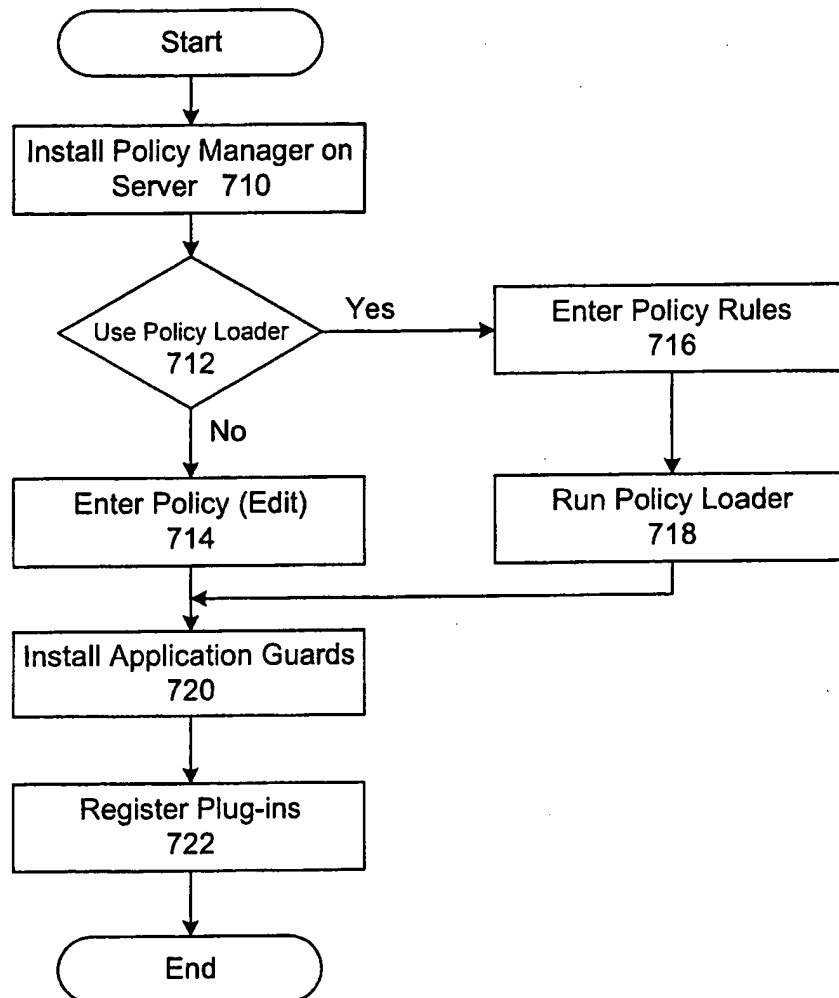 Start
Install Policy Manager on
Server 710
Use Policy Loader
712
Yes
Enter Policy Rules
716
No
Enter Policy (Edit)
714
Run Policy Loader
718
Install Application Guards
720
Register Plug-ins
722
End